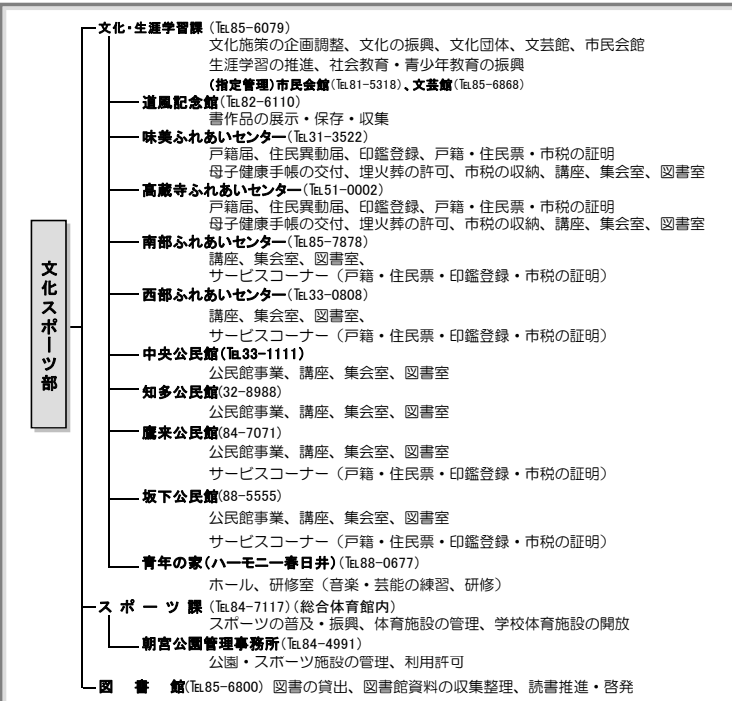 文化・生涯学習課(℡85-6079)
文化施策の企画調整、文化の振興、文化団体、文芸館、市民会館
生涯学習の推進、社会教育・青少年教育の振興
(指定管理)市民会館(℡81-5318)、文芸館(℡85-6868)
道風記念館(℡82-6110)
書作品の展示・保存・収集
味美ふれあいセンター(℡31-3522)
戸籍届、住民異動届、印鑑登録、戸籍・住民票・市税の証明
母子健康手帳の交付、埋火葬の許可、市税の収納、講座、集会室、図書室
高蔵寺ふれあいセンター(℡51-0002)
戸籍届、住民異動届、印鑑登録、戸籍・住民票・市税の証明
母子健康手帳の交付、埋火葬の許可、市税の収納、講座、集会室、図書室
南部ふれあいセンター(℡85-7878)
講座、集会室、図書室、
サービスコーナー(戸籍・住民票・印鑑登録・市税の証明)
西部ふれあいセンター(℡33-0808)
講座、集会室、図書室、
サービスコーナー(戸籍・住民票・印鑑登録・市税の証明)
文化スポーツ部
中央公民館(℡33-1111)
公民館事業、講座、集会室、図書室
知多公民館(32-8988)
公民館事業、講座、集会室、図書室
鷹来公民館(84-7071)
公民館事業、講座、集会室、図書室
サービスコーナー(戸籍・住民票・印鑑登録・市税の証明)
坂下公民館(88-5555)
公民館事業、講座、集会室、図書室
サービスコーナー(戸籍・住民票・印鑑登録・市税の証明)
青年の家(ハーモニー春日井)(℡88-0677)
ホール、研修室(音楽・芸能の練習、研修)
スポーツ課(℡84-7117)(総合体育館内)
スポーツの普及・振興、体育施設の管理、学校体育施設の開放
朝宮公園管理事務所(℡84-4991)
公園・スポーツ施設の管理、利用許可
図書館(℡85-6800) 図書の貸出、図書館資料の収集整理、読書推進・啓発